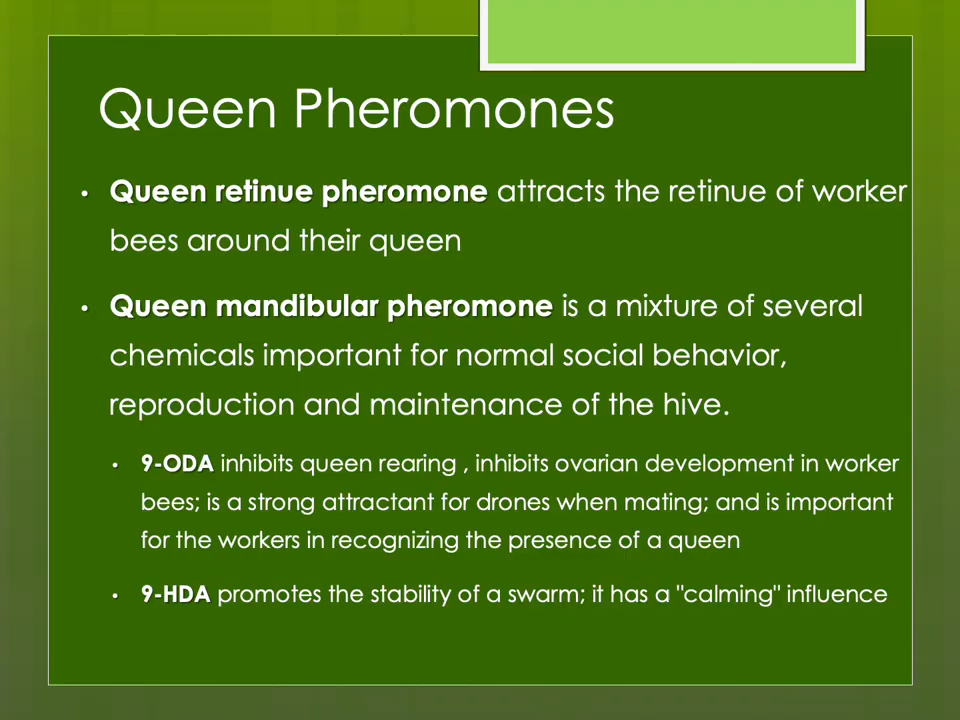 Queen Pheromones
• Queen retinue pheromone attracts the retinue of worker
bees around their queen
• Queen mandibular pheromone is a mixture of several
chemicals important for normal social behavior,
reproduction and maintenance of the hive.
• 9-ODA inhibits queen rearing , inhibits ovarian development in worker
bees; is a strong attractant for drones when mating; and is important
for the workers in recognizing the presence of a queen
• 9-HDA promotes the stability of a swarm; it has a "calming" influence